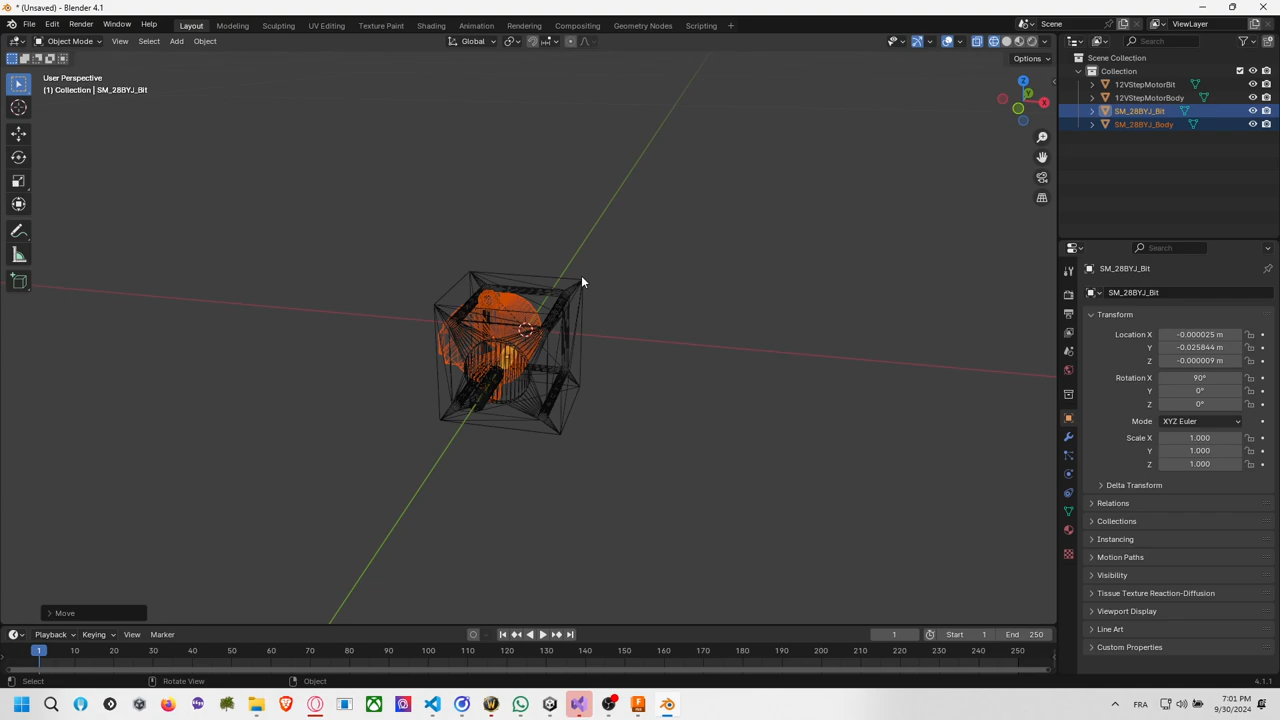 * (Unsaved) - Blender 4.1
File Edit Render Window Help
Layout Modeling Sculpting UV Editing Texture Paint Shading Animation Rendering Compositing Geometry Nodes Scripting +
Scene
ViewLayer
Object Mode View Select Add Object
Global
Search
Options
User Perspective
(1) Collection | SM_28BYJ_Bit
X
Y
Z
Scene Collection
Collection
12VStepMotorBit
12VStepMotorBody
SM_28BYJ_Bit
SM_28BYJ_Body
Search
SM_28BYJ_Bit
SM_28BYJ_Bit
Transform
Location X -0.000025 m
Y -0.025844 m
Z -0.000009 m
Rotation X 90°
Y 0°
Z 0°
Mode XYZ Euler
Scale X 1.000
Y 1.000
Z 1.000
Delta Transform
Relations
Collections
Instancing
Motion Paths
Visibility
Tissue Texture Reaction-Diffusion
Viewport Display
Line Art
Custom Properties
Move
Playback Keying View Marker
1 Start 1 End 250
1 10 20 30 40 50 60 70 80 90 100 110 120 130 140 150 160 170 180 190 200 210 220 230 240 250
Select Rotate View Object
4.1.1
FRA
7:01 PM
9/30/2024